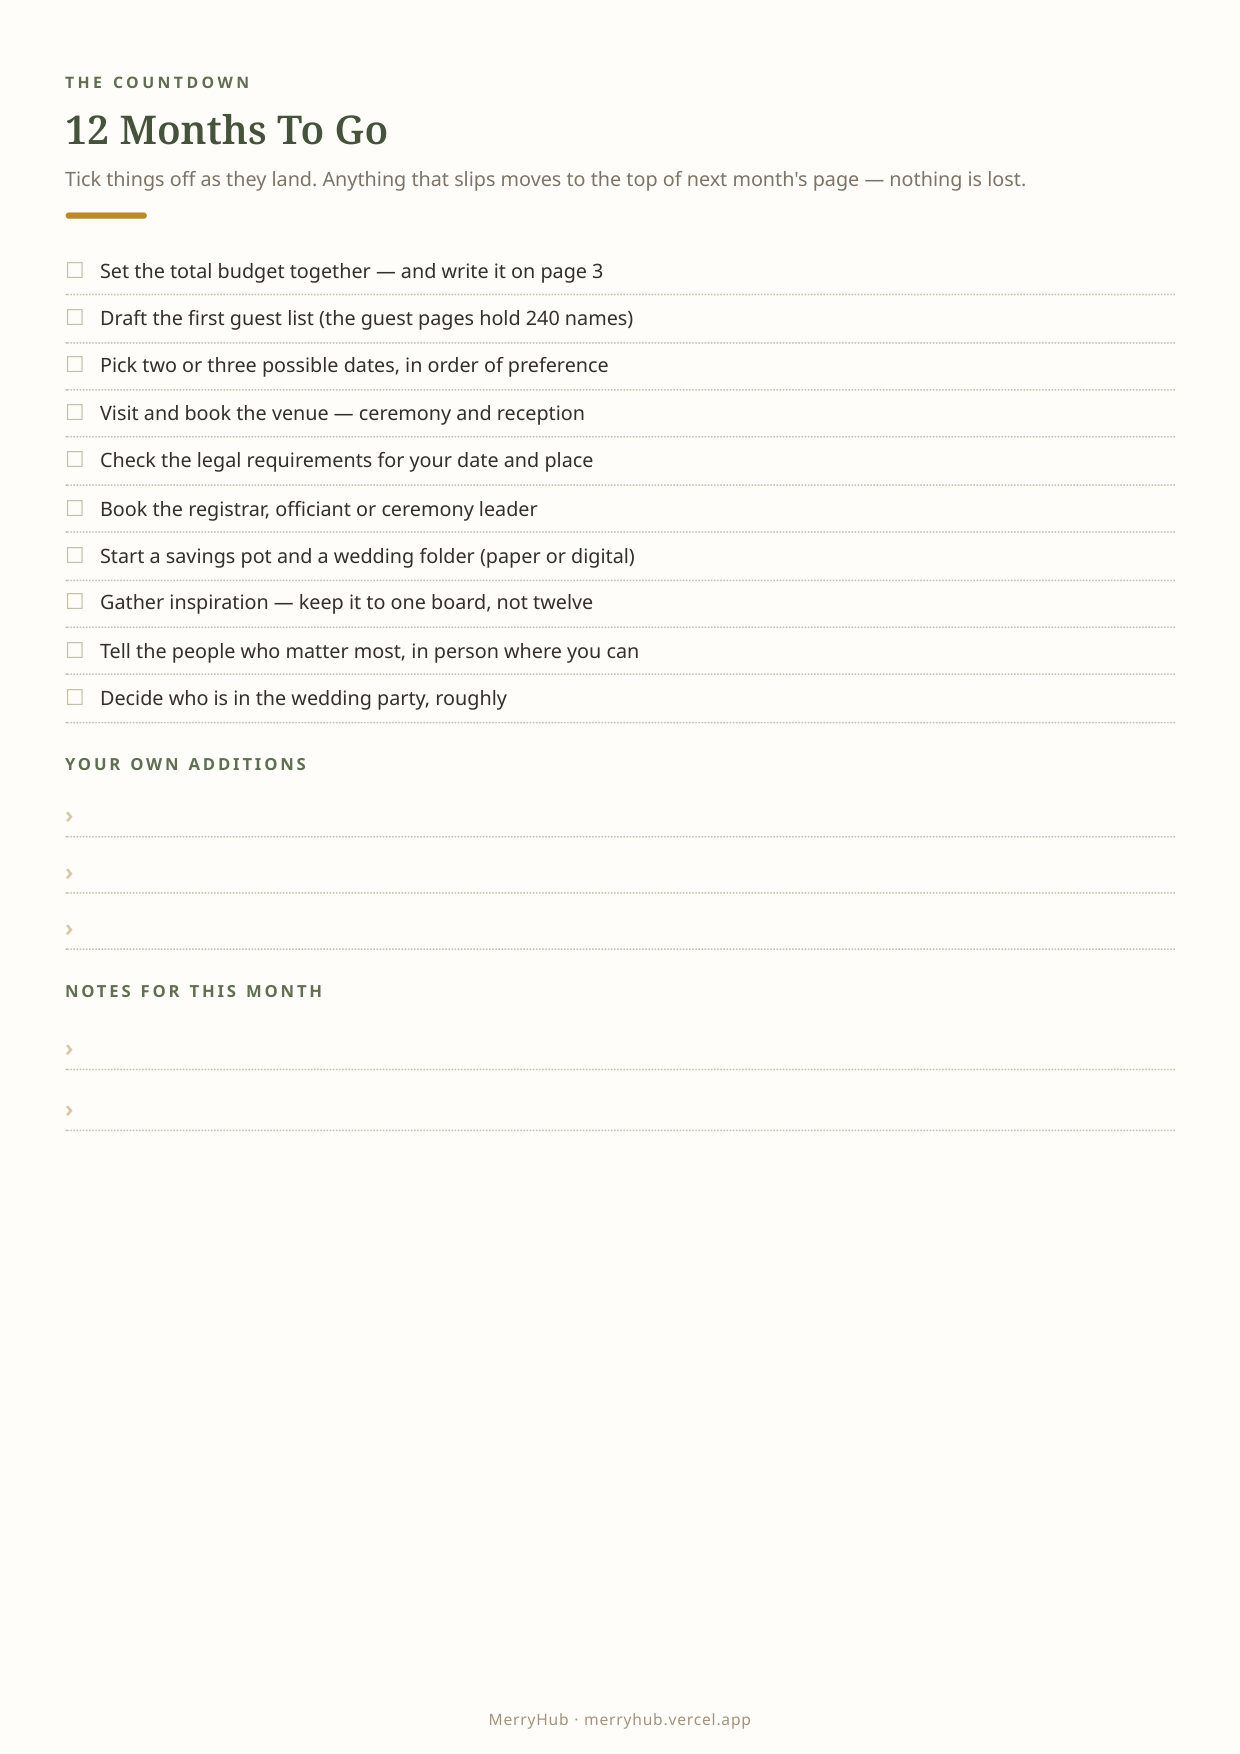 THE COUNTDOWN
12 Months To Go
Tick things off as they land. Anything that slips moves to the top of next month's page — nothing is lost.
☐ Set the total budget together — and write it on page 3
☐ Draft the first guest list (the guest pages hold 240 names)
☐ Pick two or three possible dates, in order of preference
☐ Visit and book the venue — ceremony and reception
☐ Check the legal requirements for your date and place
☐ Book the registrar, officiant or ceremony leader
☐ Start a savings pot and a wedding folder (paper or digital)
☐ Gather inspiration — keep it to one board, not twelve
☐ Tell the people who matter most, in person where you can
☐ Decide who is in the wedding party, roughly
YOUR OWN ADDITIONS
›
›
›
NOTES FOR THIS MONTH
›
›
MerryHub · merryhub.vercel.app